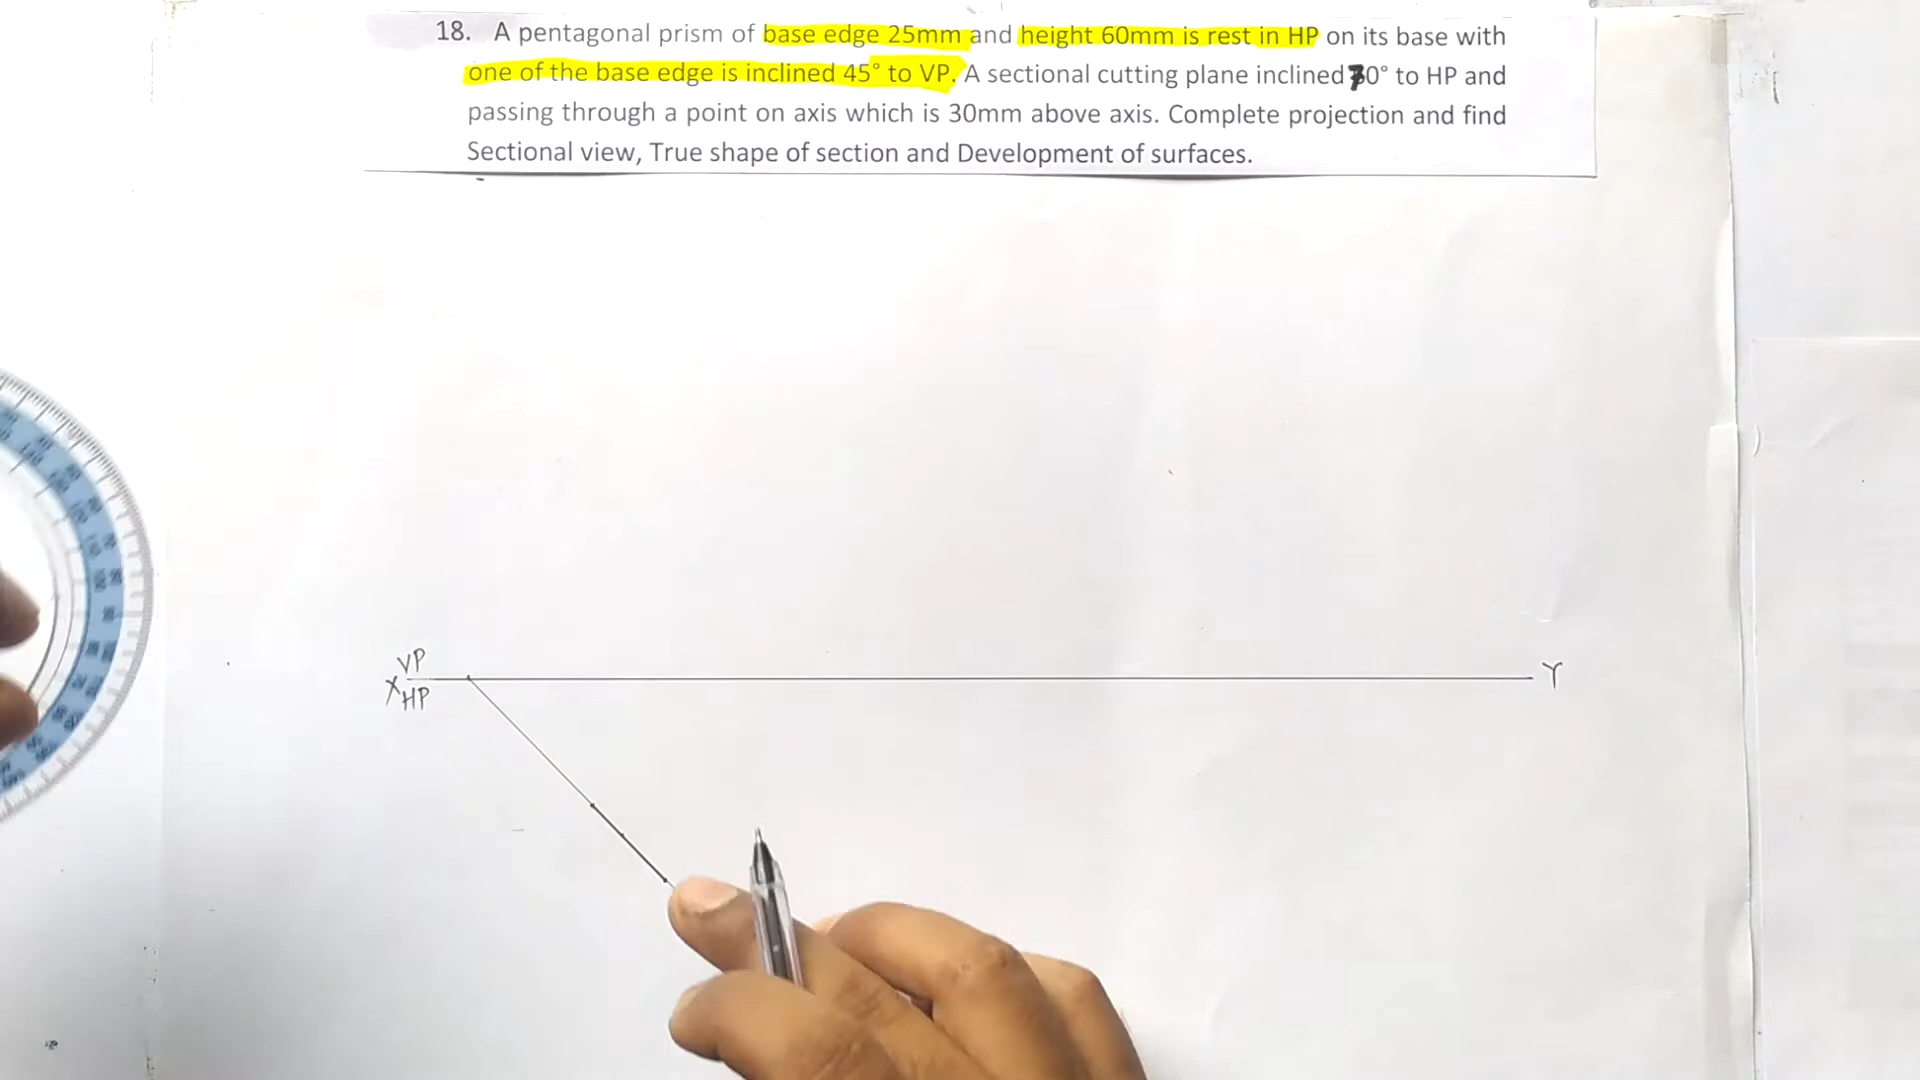 18. A pentagonal prism of base edge 25mm and height 60mm is rest in HP on its base with
one of the base edge is inclined 45° to VP. A sectional cutting plane inclined 70° to HP and
passing through a point on axis which is 30mm above axis. Complete projection and find
Sectional view, True shape of section and Development of surfaces.
VP
X Y
HP